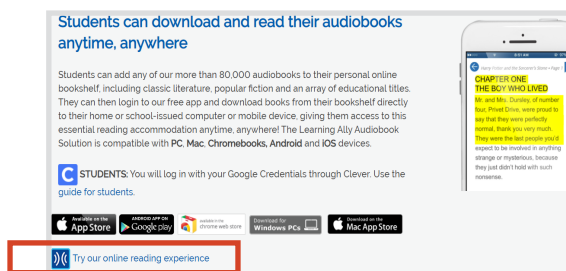 Students can download and read their audiobooks
anytime, anywhere
Students can add any of our more than 80,000 audiobooks to their personal online
bookshelf, including classic literature, popular fiction and an array of educational titles.
They can then login to our free app and download books from their bookshelf directly
to their home or school-issued computer or mobile device, giving them access to this
essential reading accommodation anytime, anywhere! The Learning Ally Audiobook
Solution is compatible with PC, Mac, Chromebooks, Android and iOS devices.
C STUDENTS: You will log in with your Google Credentials through Clever. Use the
guide for students.
Available on the
App Store
ANDROID APP ON
Google play
available in the
chrome web store
Download for
Windows PCs
Download on the
Mac App Store
Try our online reading experience
CHAPTER ONE
THE BOY WHO LIVED
Mr. and Mrs. Dursley, of number
four, Privet Drive, were proud to
say that they were perfectly
normal, thank you very much.
They were the last people you'd
expect to be involved in anything
strange or mysterious, because
they just didn't hold with such
nonsense.